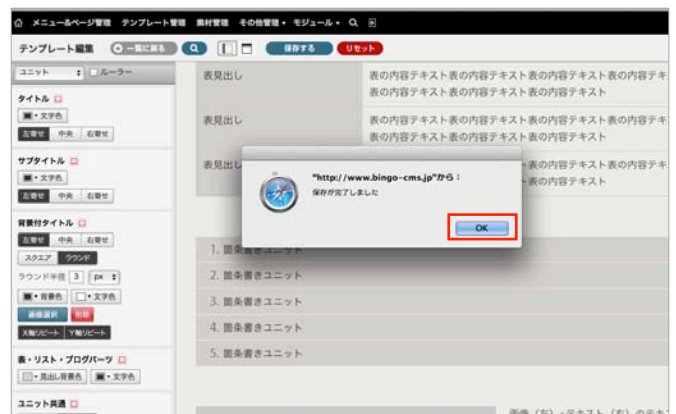 メニュー&ページ管理 テンプレート管理 素材管理 その他管理 モジュール
テンプレート編集 一覧に戻る 保存する リセット
ユニット ルーラー
タイトル
文字色
左寄せ 中央 右寄せ
サブタイトル
文字色
左寄せ 中央 右寄せ
背景付タイトル
左寄せ 中央 右寄せ
スクエア ラウンド
ラウンド半径 3 px
背景色 文字色
画像選択 削除
X軸リピート Y軸リピート
表・リスト・ブログパーツ
見出し背景色 文字色
ユニット共通
表見出し
表の内容テキスト表の内容テキスト表の内容テキスト表の内容テキ
表の内容テキスト表の内容テキスト表の内容テキスト
表見出し
表の内容テキスト表の内容テキスト表の内容テキスト表の内容テキ
表の内容テキスト表の内容テキスト表の内容テキスト
表見出し
表の内容テキスト表の内容テキ
の内容テキスト
"http://www.bingo-cms.jp"から：
保存が完了しました
OK
1. 箇条書きユニット
2. 箇条書きユニット
3. 箇条書きユニット
4. 箇条書きユニット
5. 箇条書きユニット